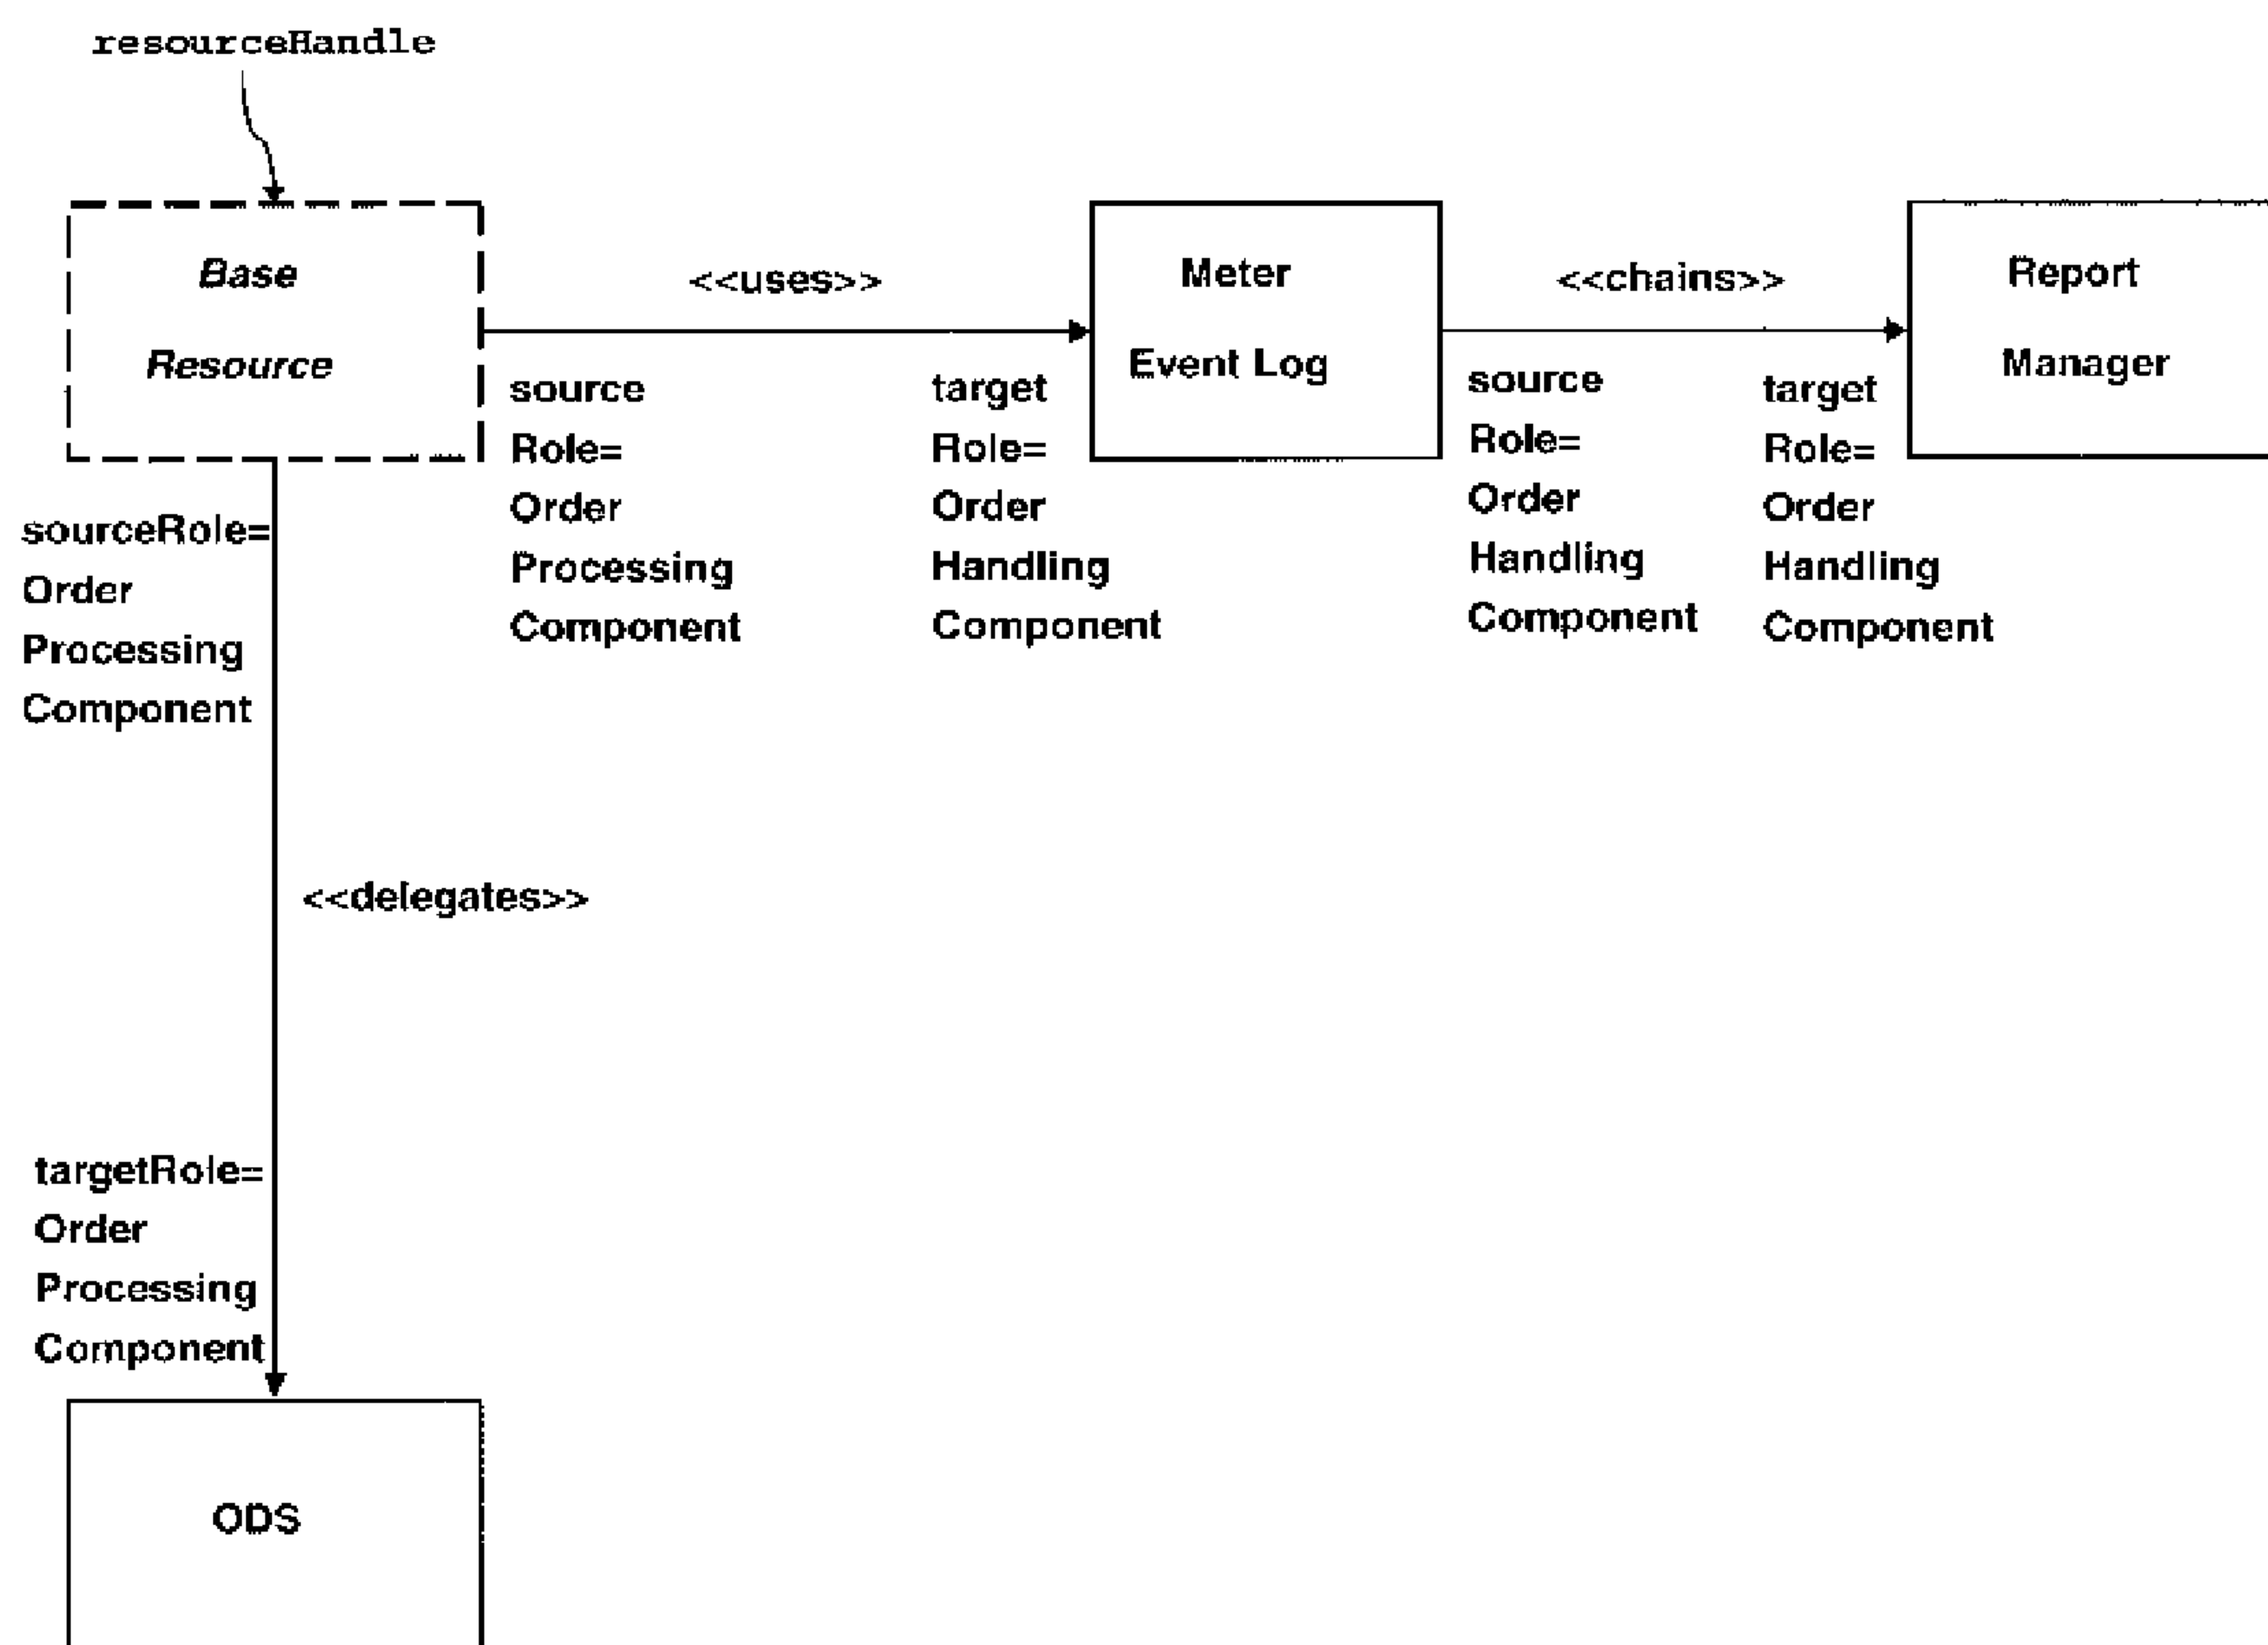 resourceHandle
Base
Resource
<<uses>>
Meter
Event Log
<<chains>>
Report
Manager
source
Role=
Order
Processing
Component
target
Role=
Order
Handling
Component
source
Role=
Order
Handling
Component
target
Role=
Order
Handling
Component
sourceRole=
Order
Processing
Component
<<delegates>>
targetRole=
Order
Processing
Component
ODS